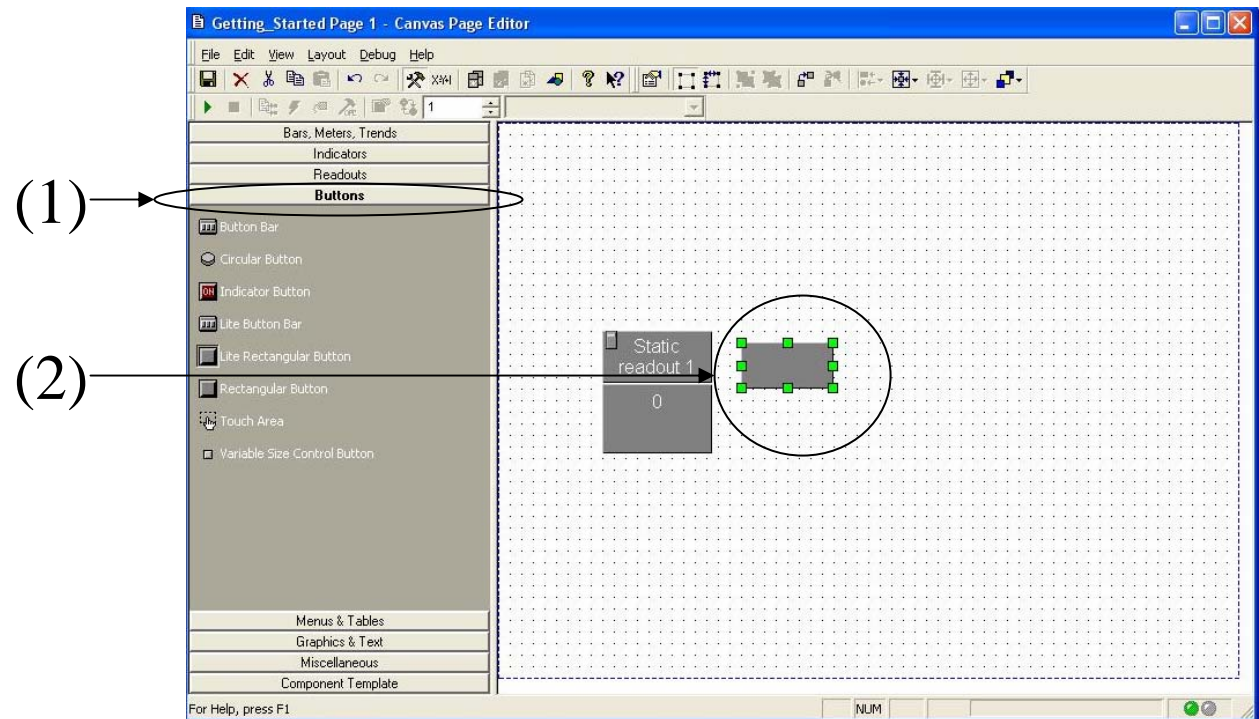 Getting_Started Page 1 - Canvas Page Editor
File Edit View Layout Debug Help
1
Bars, Meters, Trends
Indicators
Readouts
(1)
Buttons
Button Bar
Circular Button
ON Indicator Button
Lite Button Bar
Static
readout 1
Lite Rectangular Button
(2)
Rectangular Button
0
Touch Area
Variable Size Control Button
Menus & Tables
Graphics & Text
Miscellaneous
Component Template
For Help, press F1
NUM